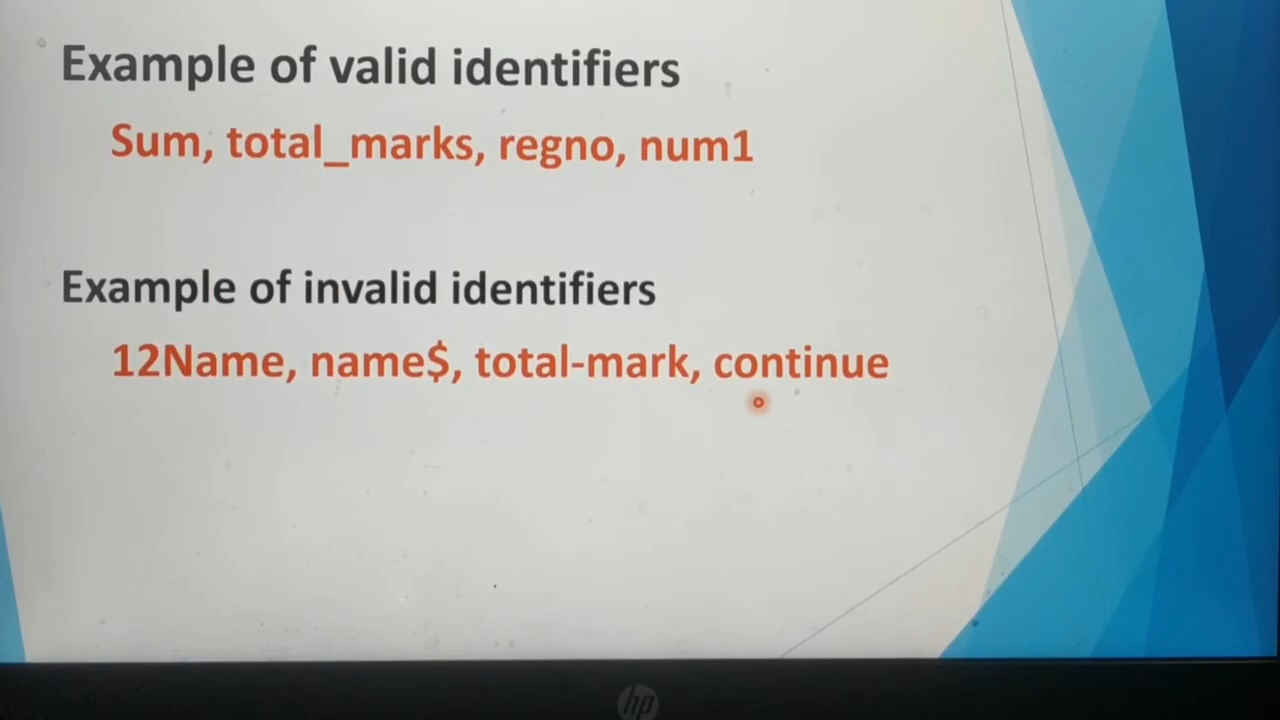 Example of valid identifiers
Sum, total_marks, regno, num1
Example of invalid identifiers
12Name, name$, total-mark, continue
hp